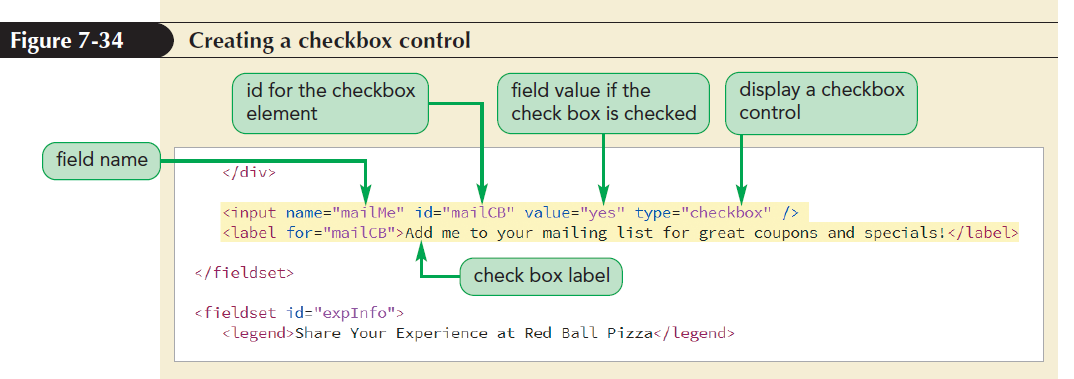 Figure 7-34
Creating a checkbox control
id for the checkbox
element
field value if the
check box is checked
display a checkbox
control
field name
</div>
<input name="mailMe" id="mailCB" value="yes" type="checkbox" />
<label for="mailCB">Add me to your mailing list for great coupons and specials!</label>
check box label
</fieldset>
<fieldset id="expInfo">
<legend>Share Your Experience at Red Ball Pizza</legend>